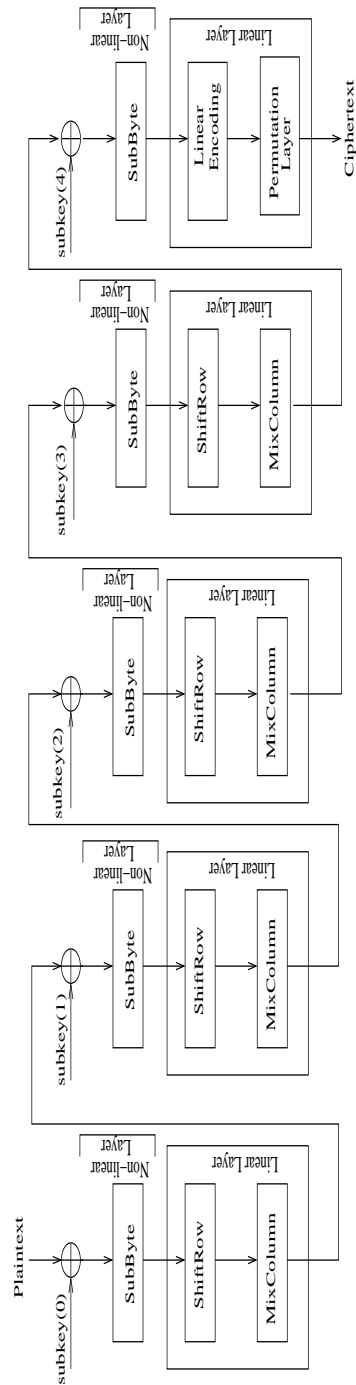 Plaintext
subkey(0)
SubByte
Non-linear
Layer
ShiftRow
MixColumn
Linear Layer
subkey(1)
SubByte
Non-linear
Layer
ShiftRow
MixColumn
Linear Layer
subkey(2)
SubByte
Non-linear
Layer
ShiftRow
MixColumn
Linear Layer
subkey(3)
SubByte
Non-linear
Layer
ShiftRow
MixColumn
Linear Layer
subkey(4)
SubByte
Non-linear
Layer
Linear
Encoding
Permutation
Layer
Linear Layer
Ciphertext